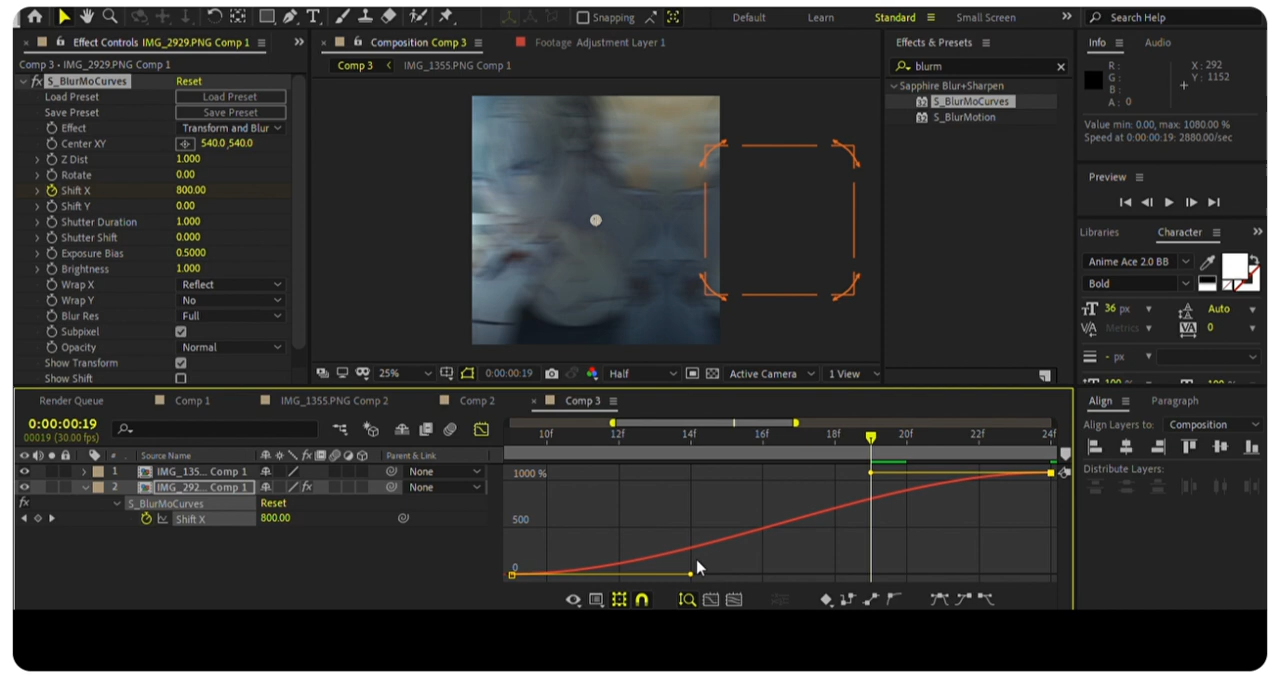 Snapping
Default
Learn
Standard
Small Screen
Search Help
Effect Controls IMG_2929.PNG Comp 1
Composition Comp 3
Footage Adjustment Layer 1
Effects & Presets
Info
Audio
Comp 3 • IMG_2929.PNG Comp 1
Comp 3
IMG_1355.PNG Comp 1
blurm
R :
G :
B :
A : 0
X : 292
Y : 1152
fx S_BlurMoCurves Reset
Load Preset Load Preset
Save Preset Save Preset
Effect Transform and Blur
Center XY 540.0,540.0
Z Dist 1.000
Rotate 0.00
Shift X 800.00
Shift Y 0.00
Shutter Duration 1.000
Shutter Shift 0.000
Exposure Bias 0.5000
Brightness 1.000
Wrap X Reflect
Wrap Y No
Blur Res Full
Subpixel
Opacity Normal
Show Transform
Show Shift
Sapphire Blur+Sharpen
S_BlurMoCurves
S_BlurMotion
Value min: 0.00, max: 1080.00 %
Speed at 0:00:00:19: 2880.00/sec
Preview
Libraries
Character
Anime Ace 2.0 BB
Bold
36 px
Auto
Metrics
0
- px
25%
0:00:00:19
Half
Active Camera
1 View
100 %
100 %
Render Queue
Comp 1
IMG_1355.PNG Comp 2
Comp 2
Comp 3
Align
Paragraph
0:00:00:19
00019 (30.00 fps)
Align Layers to: Composition
Distribute Layers:
10f 12f 14f 16f 18f 20f 22f 24f
# Source Name fx Parent & Link
1 IMG_135... Comp 1 None
2 IMG_292... Comp 1 fx None
fx S_BlurMoCurves Reset
Shift X 800.00
1000 %
500
0